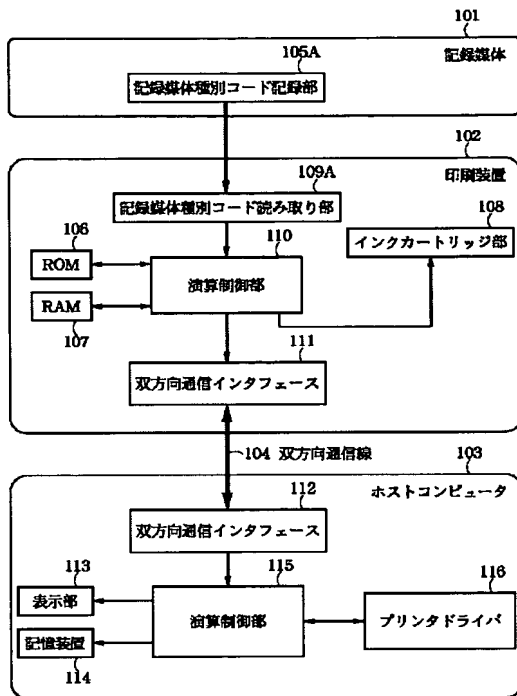 101
記録媒体
105A
記録媒体種別コード記録部
102
印刷装置
109A
記録媒体種別コード読み取り部
108
インクカートリッジ部
106
ROM
110
演算制御部
RAM
107
111
双方向通信インタフェース
104 双方向通信線
103
ホストコンピュータ
112
双方向通信インタフェース
113
表示部
115
演算制御部
116
プリンタドライバ
記憶装置
114